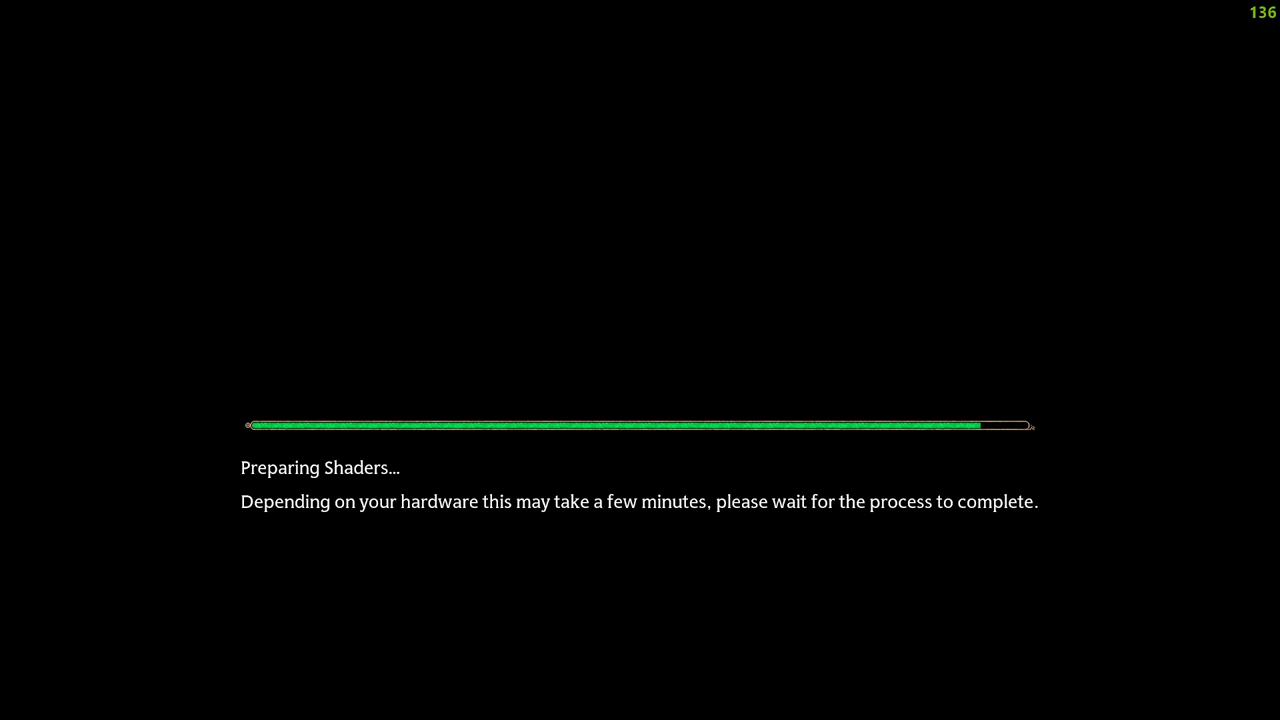 136
Preparing Shaders...
Depending on your hardware this may take a few minutes, please wait for the process to complete.